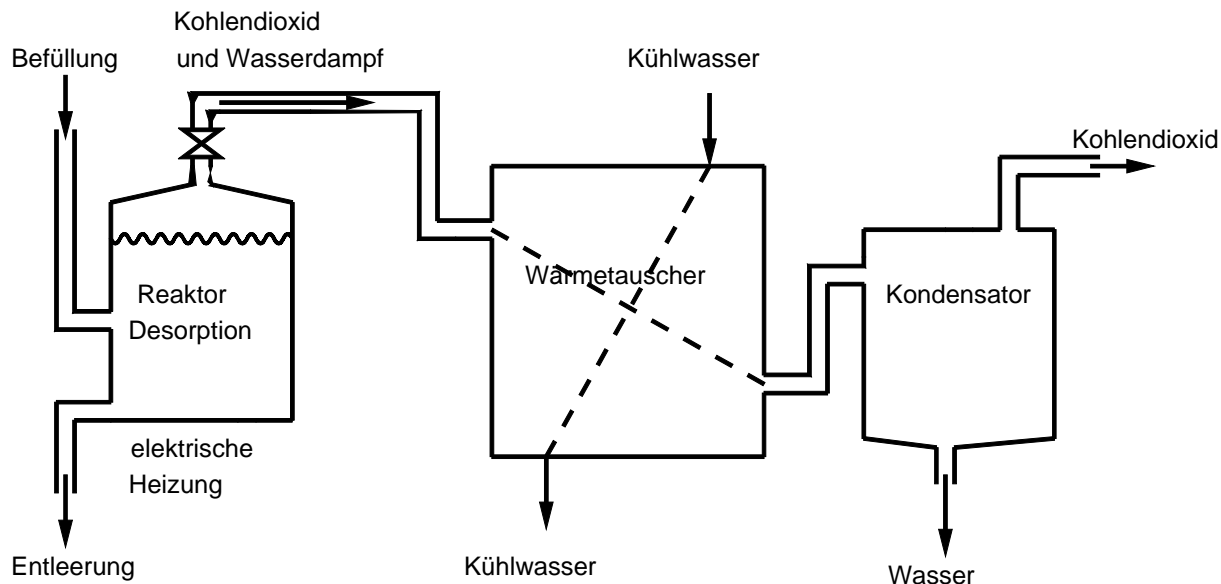 Kohlendioxid
und Wasserdampf
Befüllung
Kühlwasser
Kohlendioxid
Wärmetauscher
Reaktor
Desorption
Kondensator
elektrische
Heizung
Entleerung
Kühlwasser
Wasser